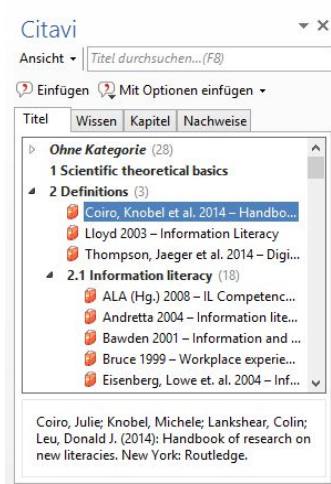 Citavi
Ansicht Titel durchsuchen...(F8)
Einfügen Mit Optionen einfügen
Titel Wissen Kapitel Nachweise
Ohne Kategorie (28)
1 Scientific theoretical basics
2 Definitions (3)
Coiro, Knobel et al. 2014 – Handbo...
Lloyd 2003 – Information Literacy
Thompson, Jaeger et al. 2014 – Digi...
2.1 Information literacy (18)
ALA (Hg.) 2008 – IL Competenc...
Andretta 2004 – Information lite...
Bawden 2001 – Information and ...
Bruce 1999 – Workplace experie...
Eisenberg, Lowe et. al. 2004 – Inf...
Coiro, Julie; Knobel, Michele; Lankshear, Colin;
Leu, Donald J. (2014): Handbook of research on
new literacies. New York: Routledge.